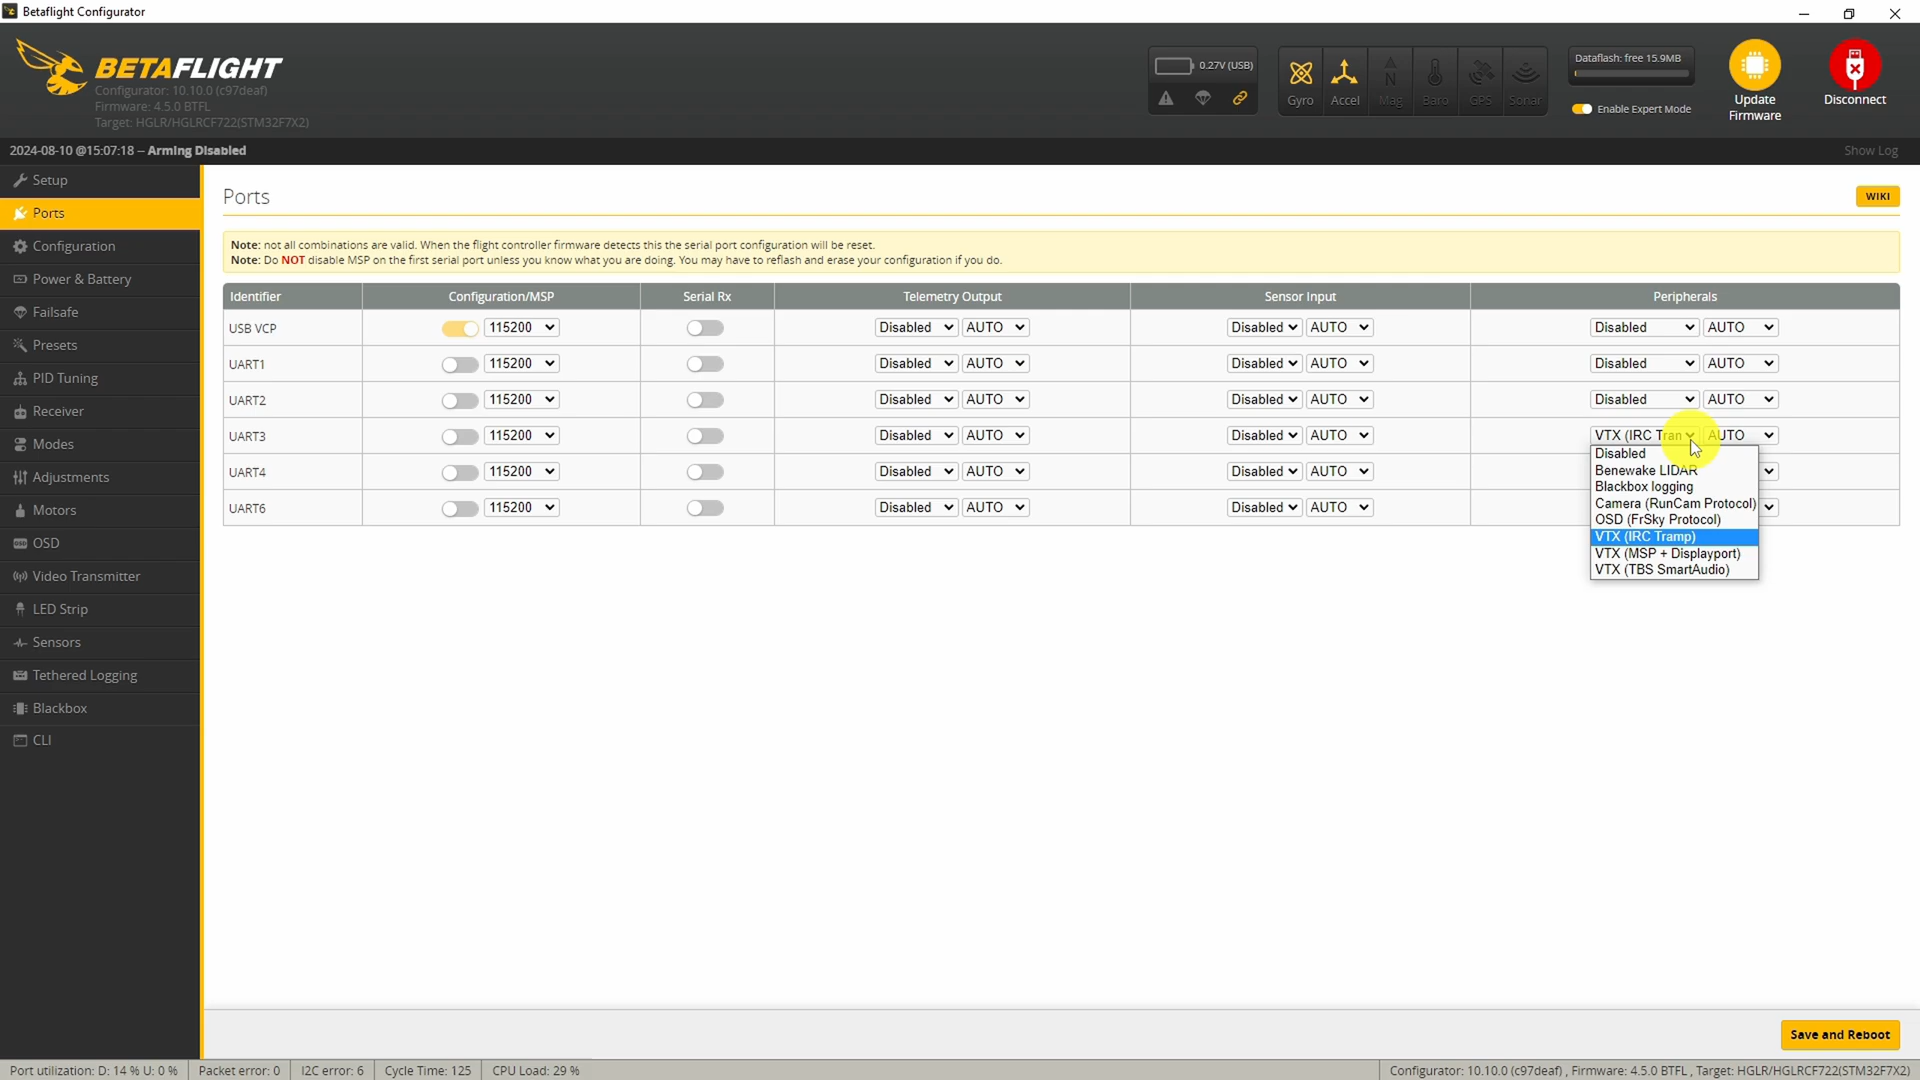 Betaflight Configurator
BETAFLIGHT
Configurator: 10.10.0 (c97deaf)
Firmware: 4.5.0 BTFL
Target: HGLR/HGLRCF722(STM32F7X2)
0.27V (USB)
Gyro Accel Mag Baro GPS Sonar
Dataflash: free 15.9MB
Enable Expert Mode
Update Firmware
Disconnect
2024-08-10 @15:07:18 -- Arming Disabled
Show Log
Setup
Ports
Configuration
Power & Battery
Failsafe
Presets
PID Tuning
Receiver
Modes
Adjustments
Motors
OSD
Video Transmitter
LED Strip
Sensors
Tethered Logging
Blackbox
CLI
Ports
WIKI
Note: not all combinations are valid. When the flight controller firmware detects this the serial port configuration will be reset.
Note: Do NOT disable MSP on the first serial port unless you know what you are doing. You may have to reflash and erase your configuration if you do.
Identifier Configuration/MSP Serial Rx Telemetry Output Sensor Input Peripherals
USB VCP 115200 Disabled AUTO Disabled AUTO Disabled AUTO
UART1 115200 Disabled AUTO Disabled AUTO Disabled AUTO
UART2 115200 Disabled AUTO Disabled AUTO Disabled AUTO
UART3 115200 Disabled AUTO Disabled AUTO VTX (IRC Tran AUTO
UART4 115200 Disabled AUTO Disabled AUTO
UART6 115200 Disabled AUTO Disabled AUTO
Disabled
Benewake LIDAR
Blackbox logging
Camera (RunCam Protocol)
OSD (FrSky Protocol)
VTX (IRC Tramp)
VTX (MSP + Displayport)
VTX (TBS SmartAudio)
Save and Reboot
Port utilization: D: 14 % U: 0 % Packet error: 0 I2C error: 6 Cycle Time: 125 CPU Load: 29 % Configurator: 10.10.0 (c97deaf) , Firmware: 4.5.0 BTFL , Target: HGLR/HGLRCF722(STM32F7X2)